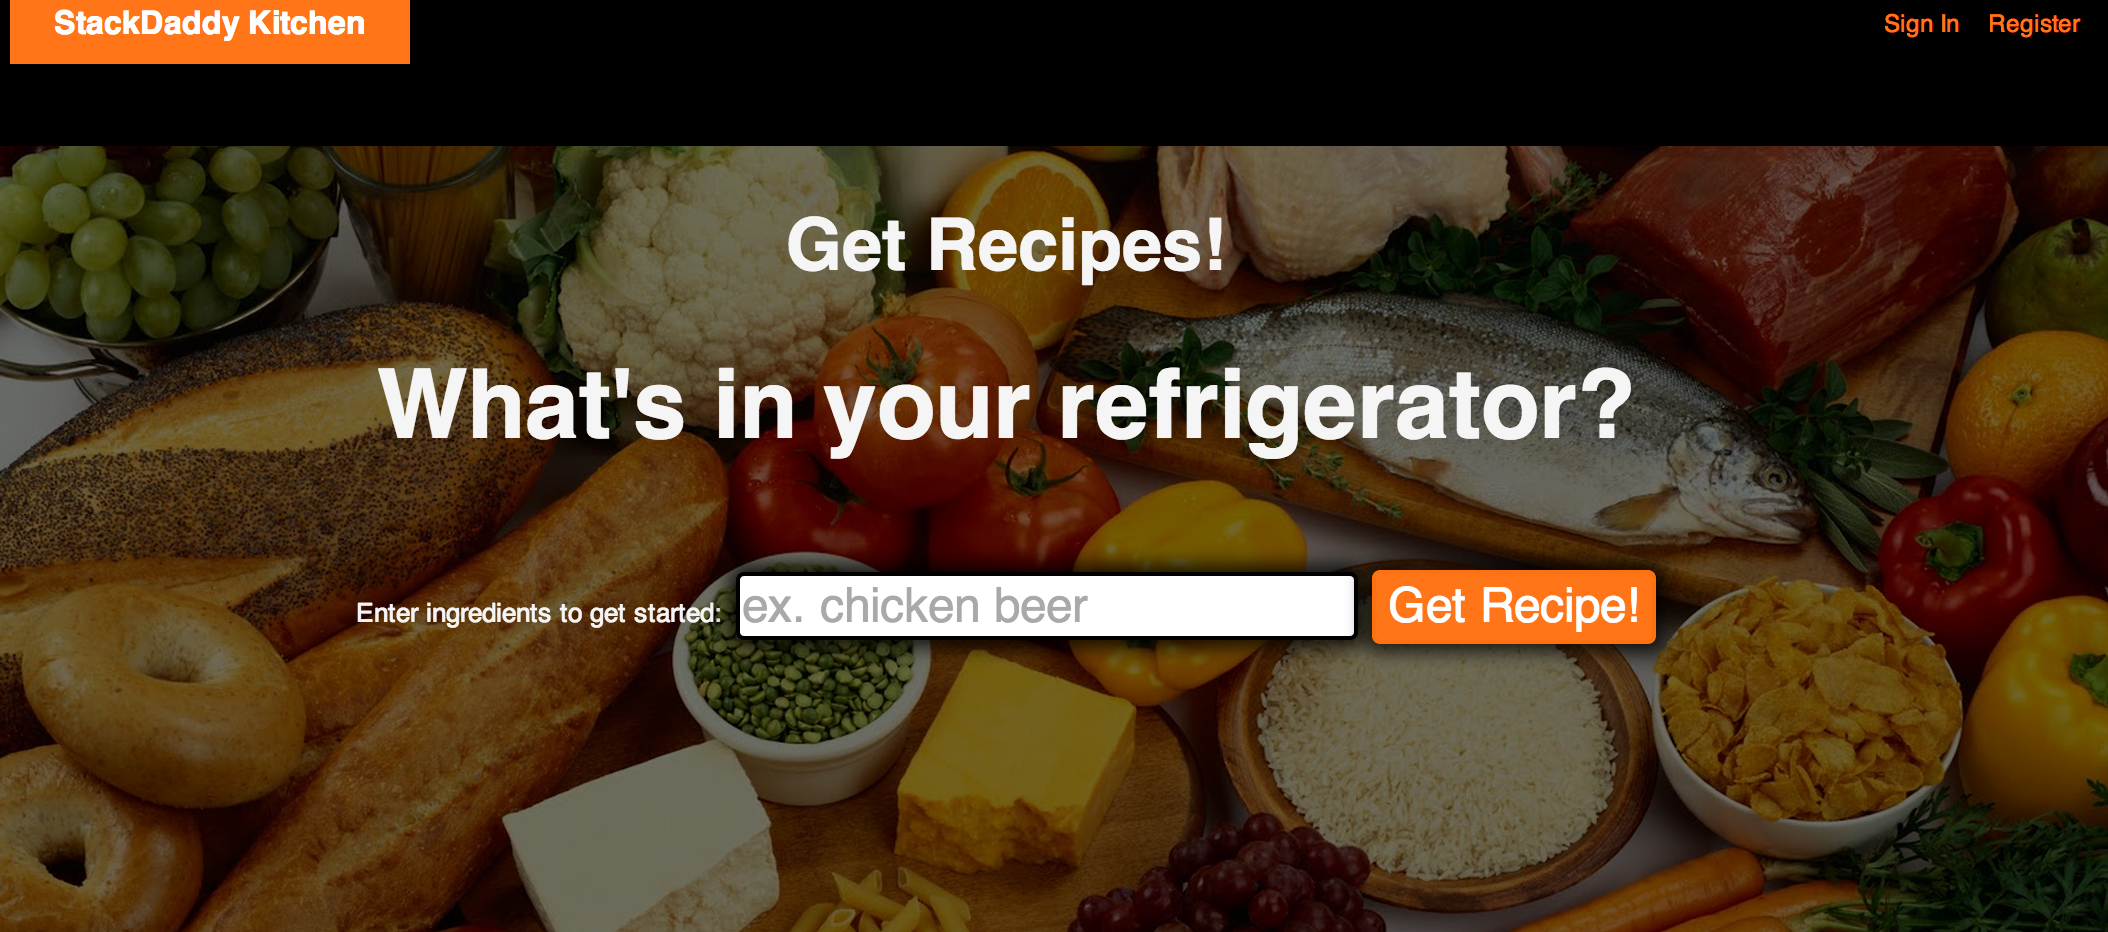 StackDaddy Kitchen
Sign In Register
Get Recipes!
What's in your refrigerator?
Enter ingredients to get started: ex. chicken beer Get Recipe!